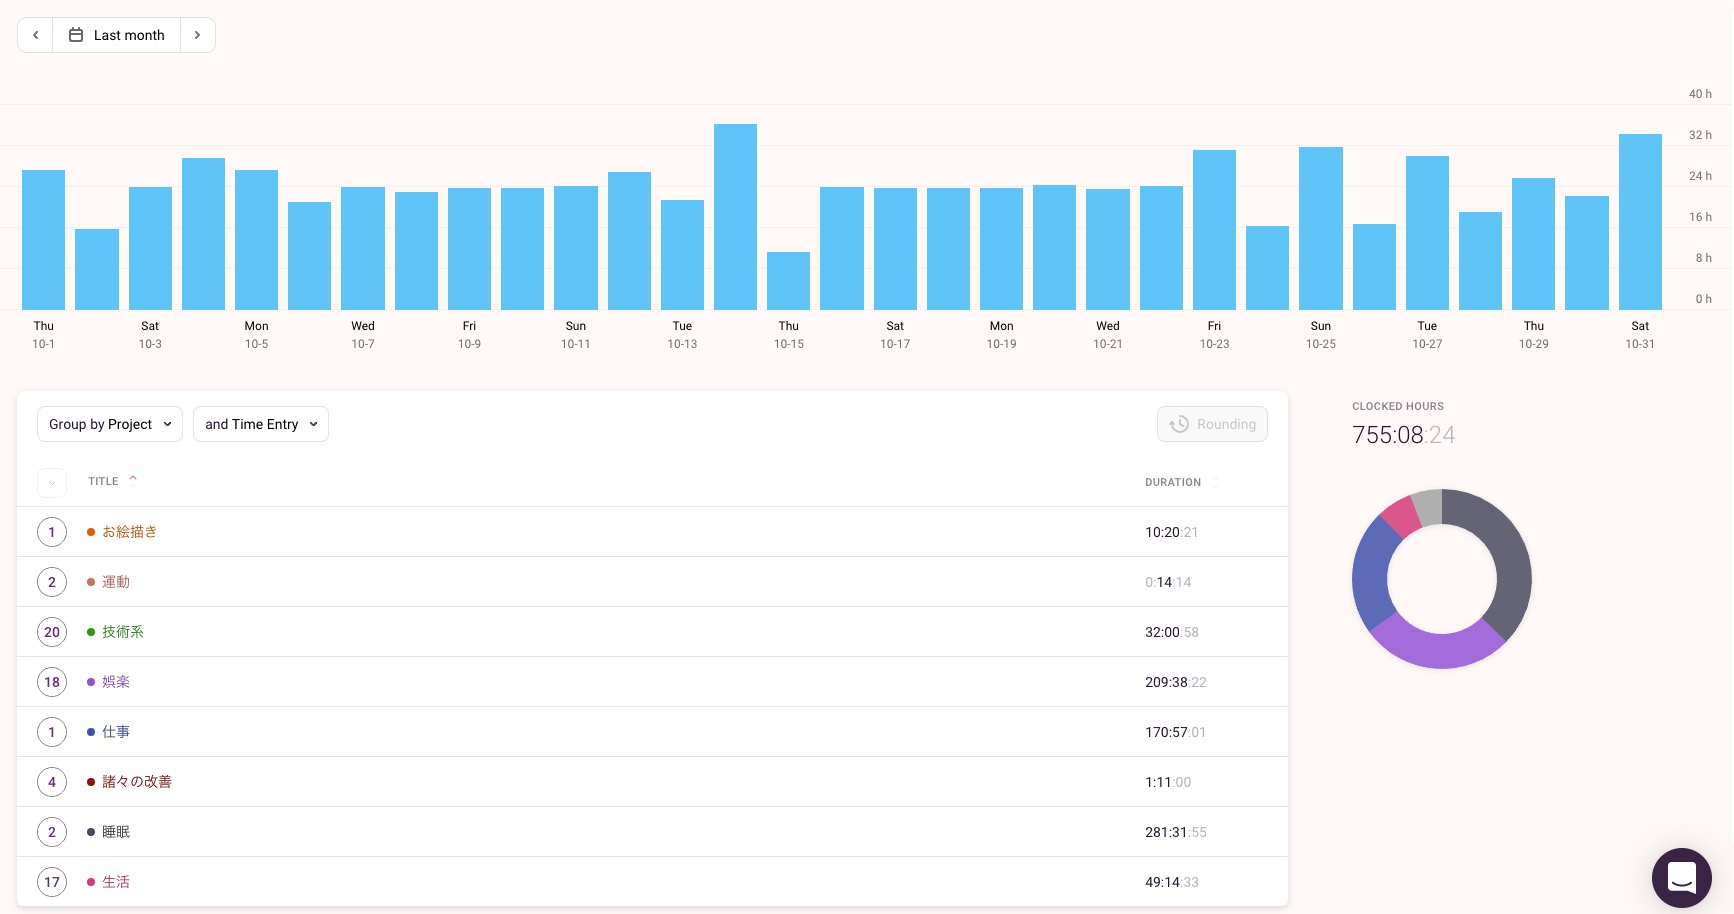 Last month
40 h
32 h
24 h
16 h
8 h
0 h
Thu Sat Mon Wed Fri Sun Tue Thu Sat Mon Wed Fri Sun Tue Thu Sat
10-1 10-3 10-5 10-7 10-9 10-11 10-13 10-15 10-17 10-19 10-21 10-23 10-25 10-27 10-29 10-31
Group by Project and Time Entry Rounding
TITLE DURATION
1 お絵描き 10:20:21
2 運動 0:14:14
20 技術系 32:00:58
18 娯楽 209:38:22
1 仕事 170:57:01
4 諸々の改善 1:11:00
2 睡眠 281:31:55
17 生活 49:14:33
CLOCKED HOURS
755:08:24